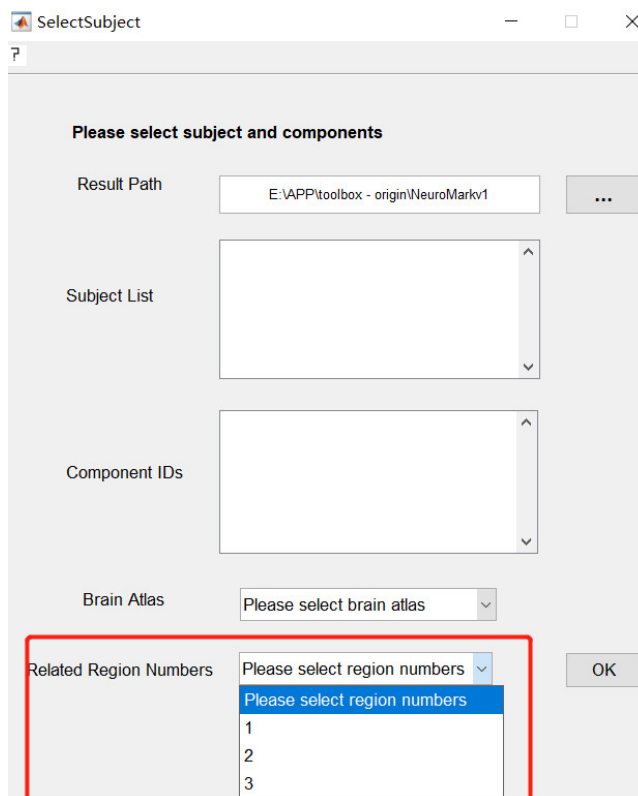 SelectSubject
?
Please select subject and components
Result Path
E:\APP\toolbox - origin\NeuroMarkv1
...
Subject List
Component IDs
Brain Atlas
Please select brain atlas
Related Region Numbers
Please select region numbers
OK
Please select region numbers
1
2
3